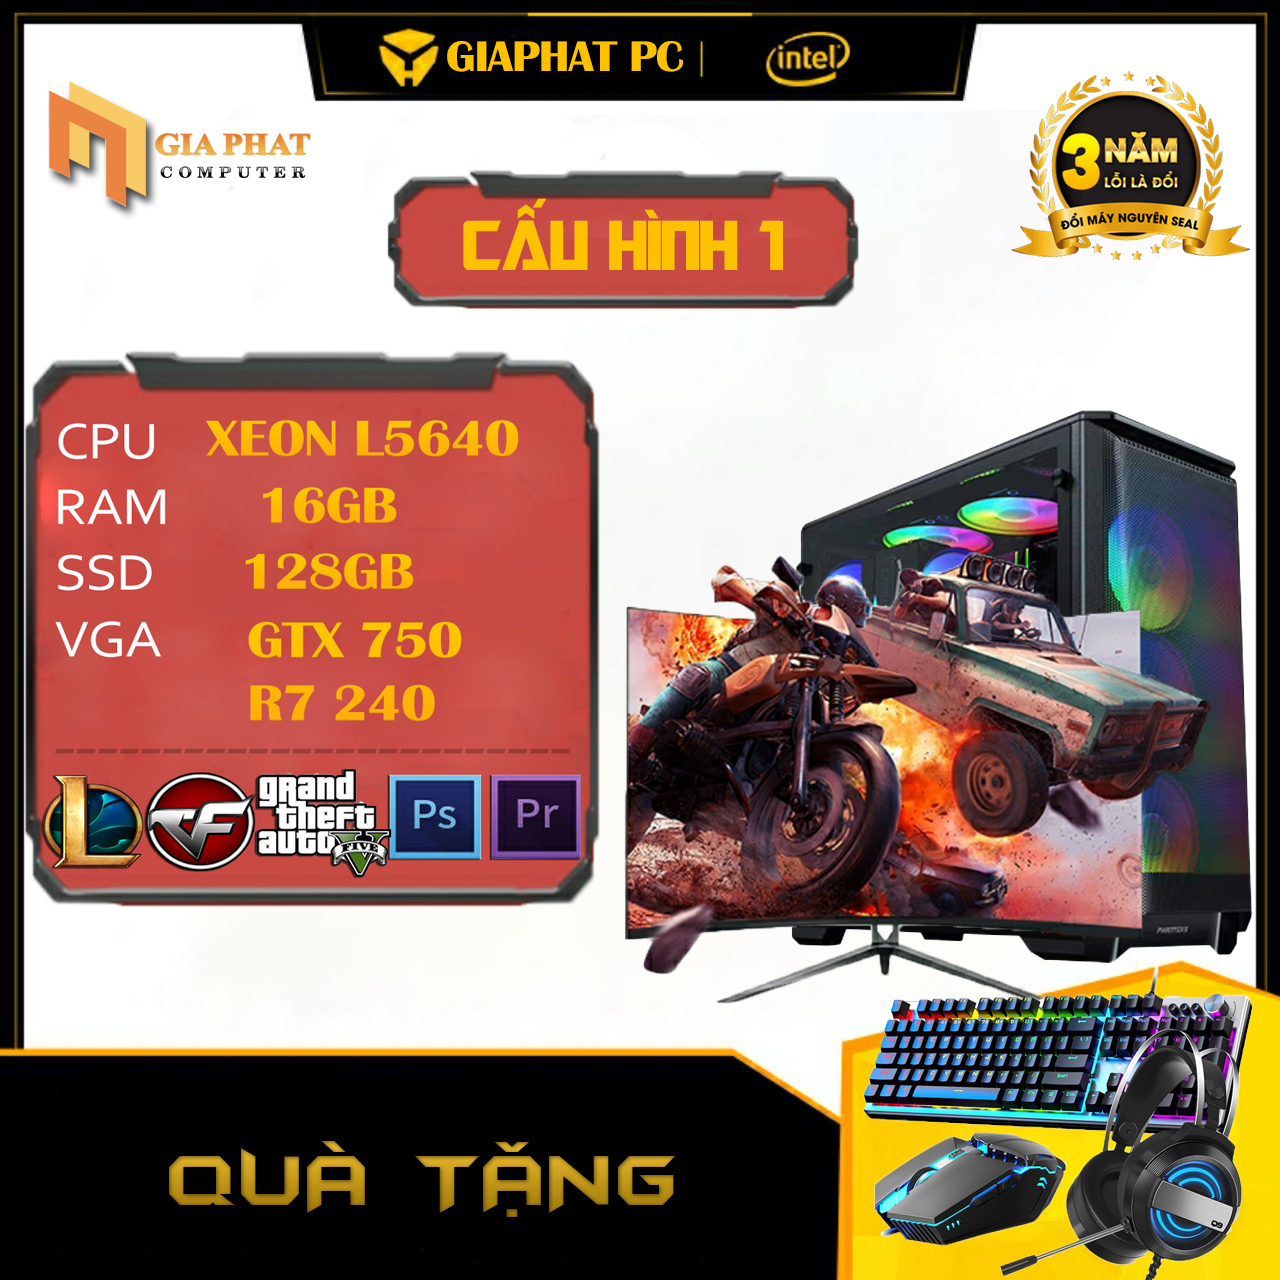 GIAPHAT PC
intel
GIA PHAT
COMPUTER
3 NĂM
LỖI LÀ ĐỔI
ĐỔI MÁY NGUYÊN SEAL
CẤU HÌNH 1
CPU XEON L5640
RAM 16GB
SSD 128GB
VGA GTX 750
R7 240
L
CF
grand
theft
auto
FIVE
Ps
Pr
PHANTEKS
QUÀ TẶNG